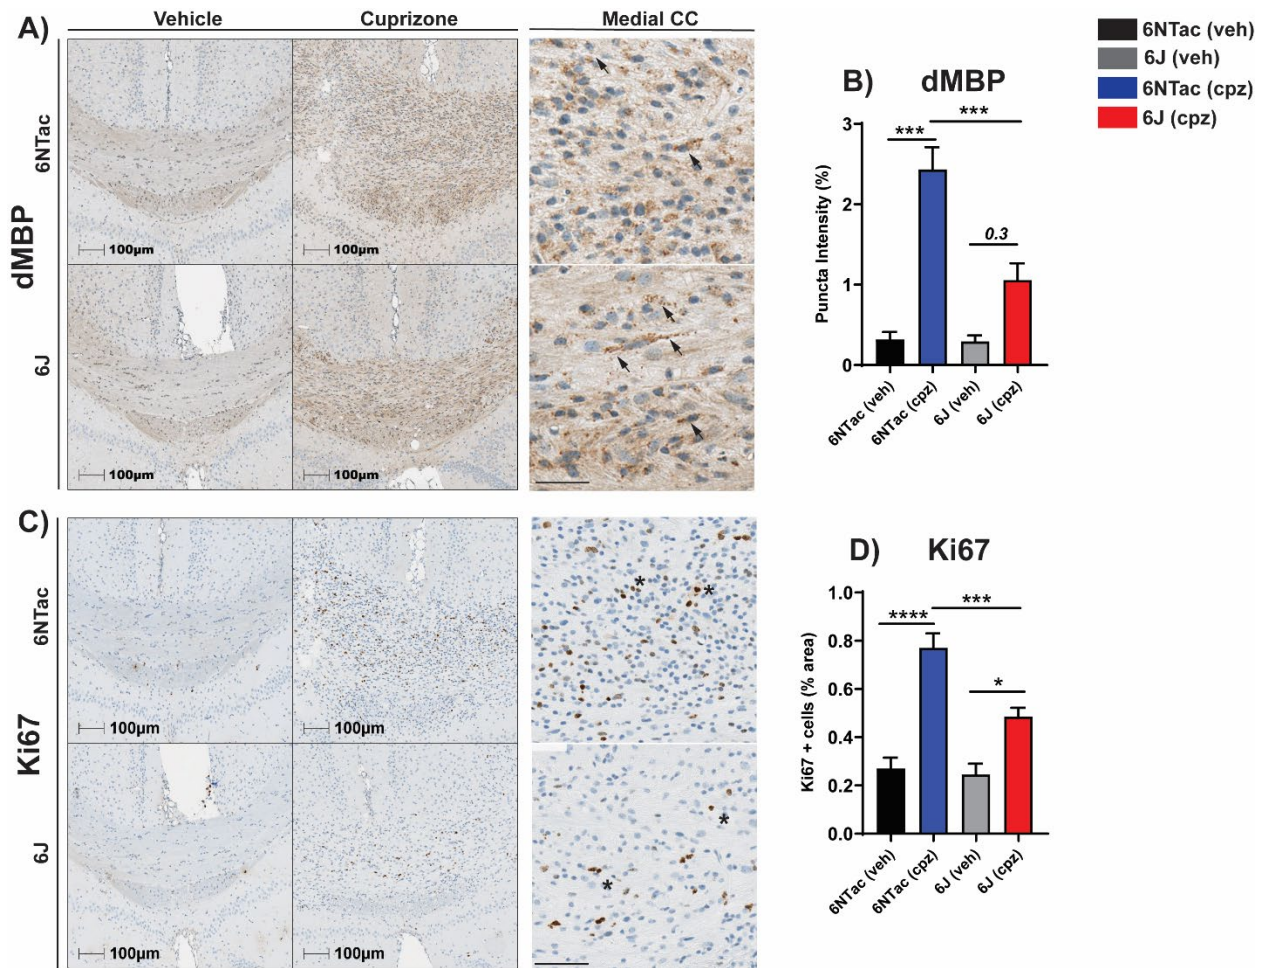 A)
Vehicle
Cuprizone
Medial CC
dMBP
6NTac
6J
100µm
100µm
100µm
100µm
B) dMBP
6NTac (veh)
6J (veh)
6NTac (cpz)
6J (cpz)
Puncta Intensity (%)
3
2
1
0
***
***
0.3
6NTac (veh)
6NTac (cpz)
6J (veh)
6J (cpz)
C)
Ki67
6NTac
6J
100µm
100µm
100µm
100µm
*
*
*
*
D) Ki67
Ki67 + cells (% area)
1.0
0.8
0.6
0.4
0.2
0.0
****
***
*
6NTac (veh)
6NTac (cpz)
6J (veh)
6J (cpz)